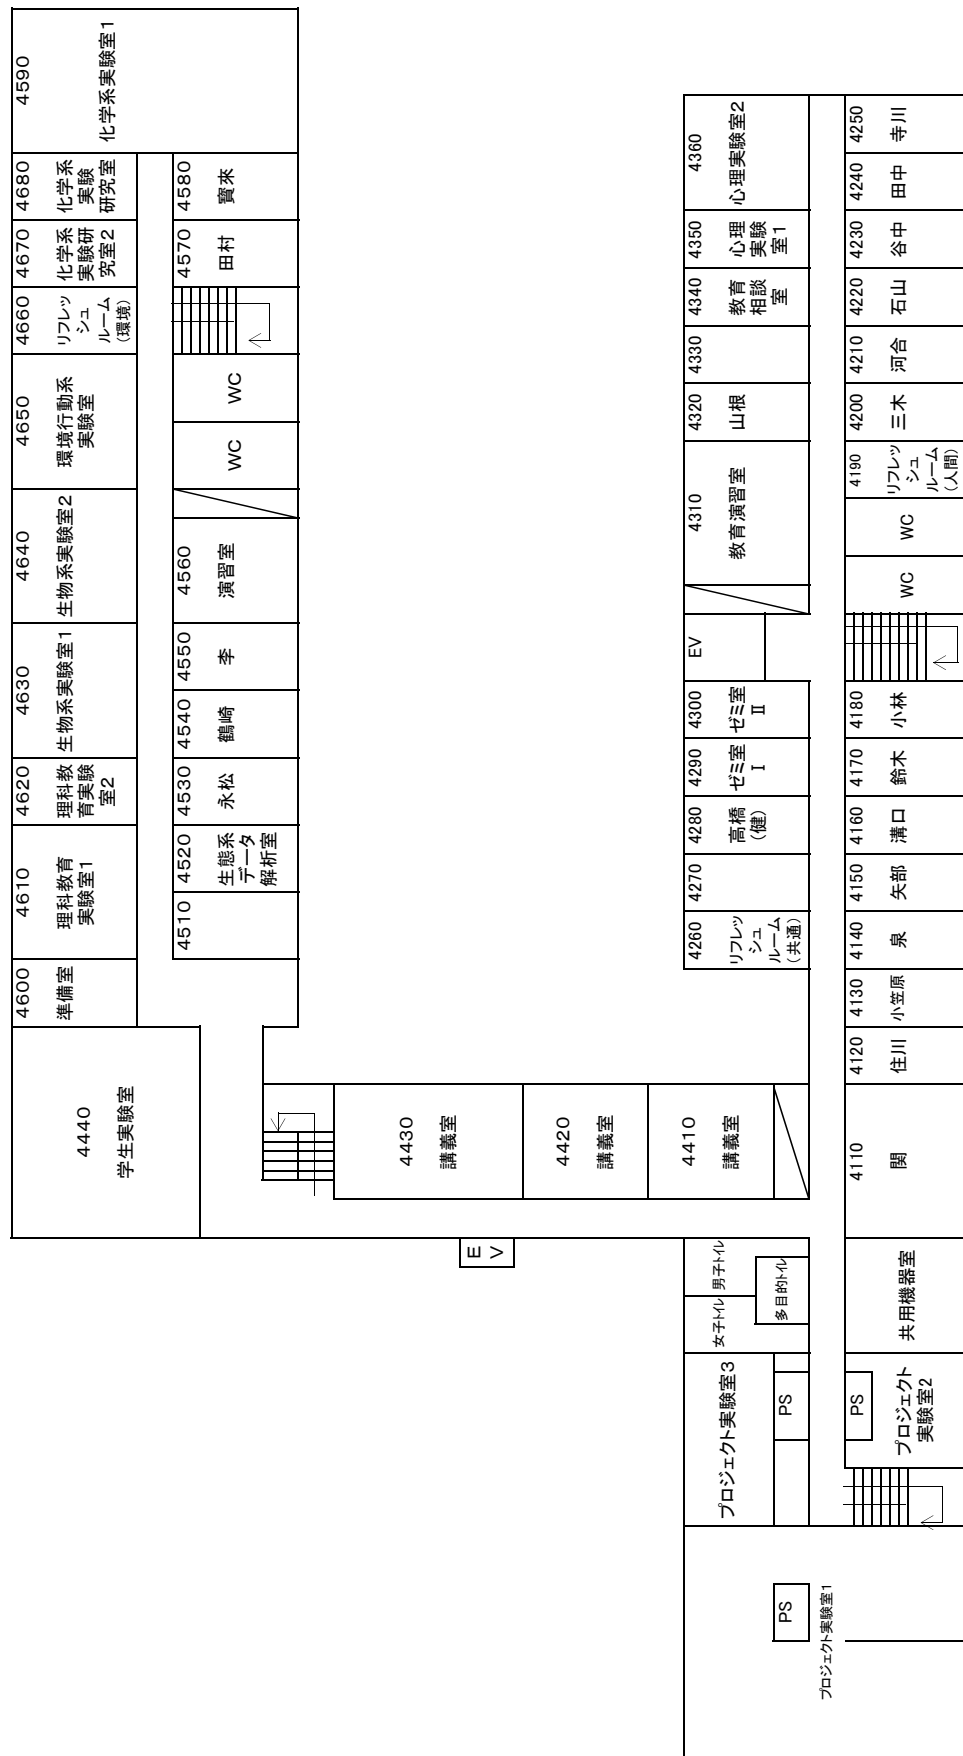 4590
化学系実験室1
4680
化学系
実験
研究室
4670
化学系
実験研
究室2
4660
リフレッ
シュ
ルーム
(環境)
4650
環境行動系
実験室
4640
生物系実験室2
4630
生物系実験室1
4620
理科教
育実験
室2
4610
理科教育
実験室1
4600
準備室
4580
寳來
4570
田村
WC
WC
4560
演習室
4550
李
4540
鶴崎
4530
永松
4520
生態系
データ
解析室
4510
4440
学生実験室
4430
講義室
4420
講義室
4410
講義室
E
V
4360
心理実験室2
4350
心理
実験
室1
4340
教育
相談
室
4330
4320
山根
4310
教育演習室
EV
4300
ゼミ室
Ⅱ
4290
ゼミ室
Ⅰ
4280
高橋
(健)
4270
4260
リフレッ
シュ
ルーム
(共通)
4250
寺川
4240
田中
4230
谷中
4220
石山
4210
河合
4200
三木
4190
リフレッ
シュ
ルーム
(人間)
WC
WC
4180
小林
4170
鈴木
4160
溝口
4150
矢部
4140
泉
4130
小笠原
4120
住川
4110
関
男子トイレ
女子トイレ
多目的トイレ
共用機器室
プロジェクト実験室3
PS
PS
プロジェクト
実験室2
PS
プロジェクト実験室1